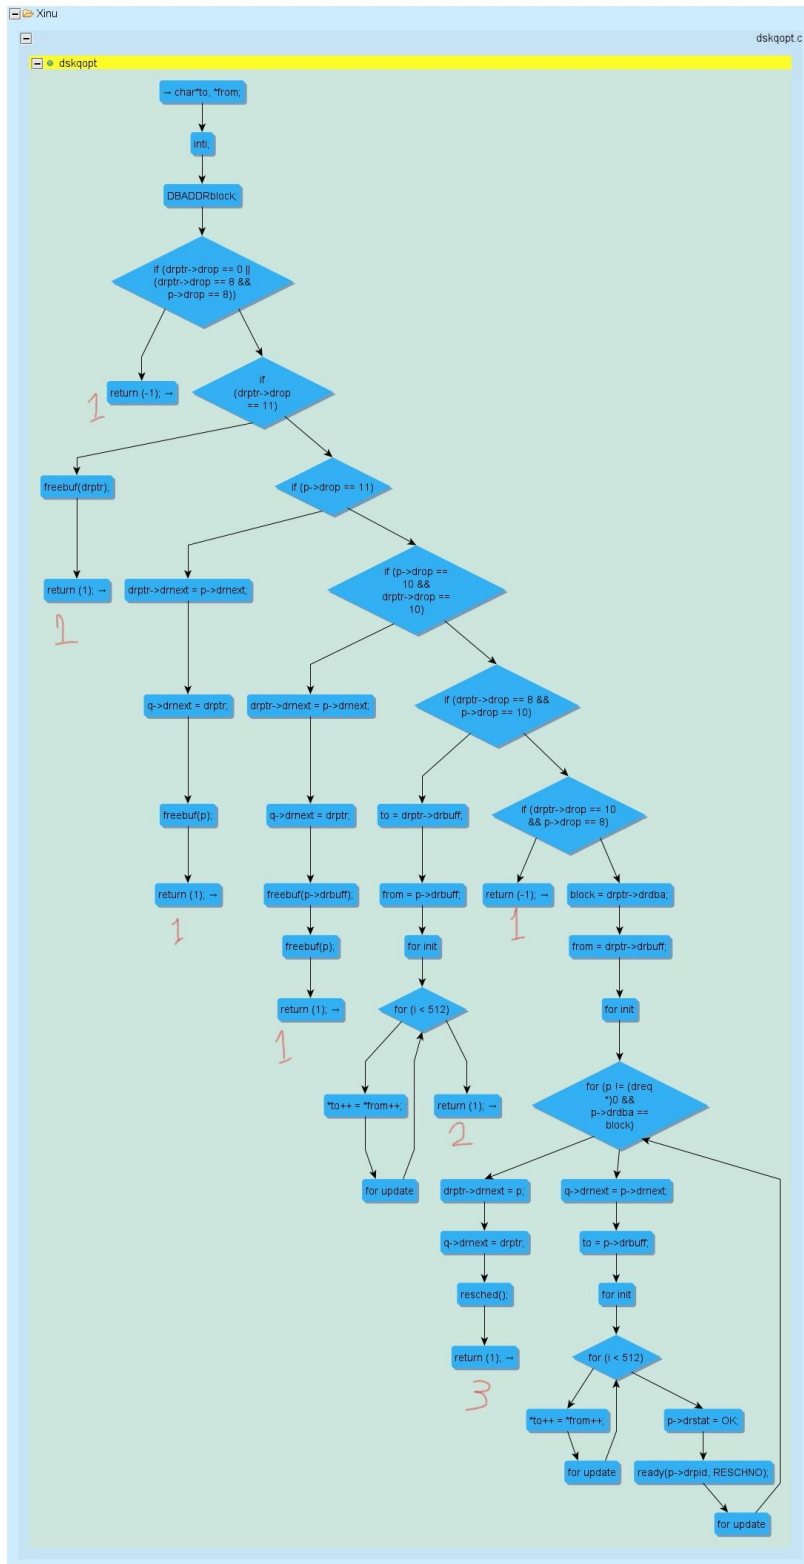 Xinu
dskqopt.c
dskqopt
→ char*to, *from;
inti;
DBADDRblock;
if (drptr->drop == 0 ||
(drptr->drop == 8 &&
p->drop == 8))
return (-1); →
1
if
(drptr->drop
== 11)
freebuf(drptr);
if (p->drop == 11)
return (1); →
1
drptr->drnext = p->drnext;
if (p->drop ==
10 &&
drptr->drop ==
10)
q->drnext = drptr;
drptr->drnext = p->drnext;
if (drptr->drop == 8 &&
p->drop == 10)
freebuf(p);
q->drnext = drptr;
to = drptr->drbuff;
if (drptr->drop == 10
&& p->drop == 8)
return (1); →
1
freebuf(p->drbuff);
from = p->drbuff;
return (-1); →
1
block = drptr->drdba;
freebuf(p);
for init
from = drptr->drbuff;
return (1); →
1
for (i < 512)
for init
*to++ = *from++;
return (1); →
2
for (p != (dreq
*)0 &&
p->drdba ==
block)
for update
drptr->drnext = p;
q->drnext = p->drnext;
q->drnext = drptr;
to = p->drbuff;
resched();
for init
return (1); →
3
for (i < 512)
*to++ = *from++;
p->drstat = OK;
for update
ready(p->drpid, RESCHNO);
for update